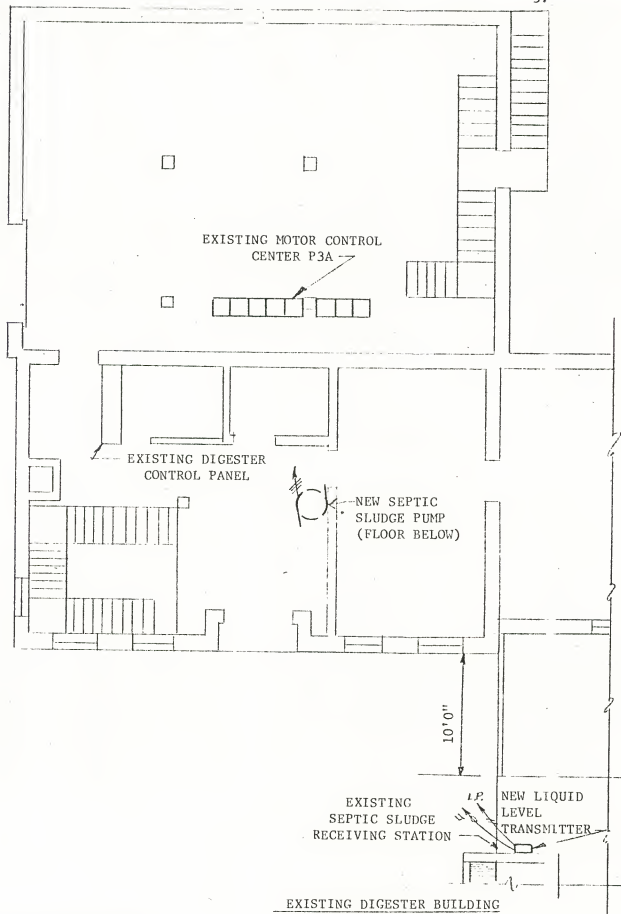 EXISTING MOTOR CONTROL
CENTER P3A
EXISTING DIGESTER
CONTROL PANEL
NEW SEPTIC
SLUDGE PUMP
(FLOOR BELOW)
10'0"
I.P.
NEW LIQUID
LEVEL
TRANSMITTER
EXISTING
SEPTIC SLUDGE
RECEIVING STATION
EXISTING DIGESTER BUILDING